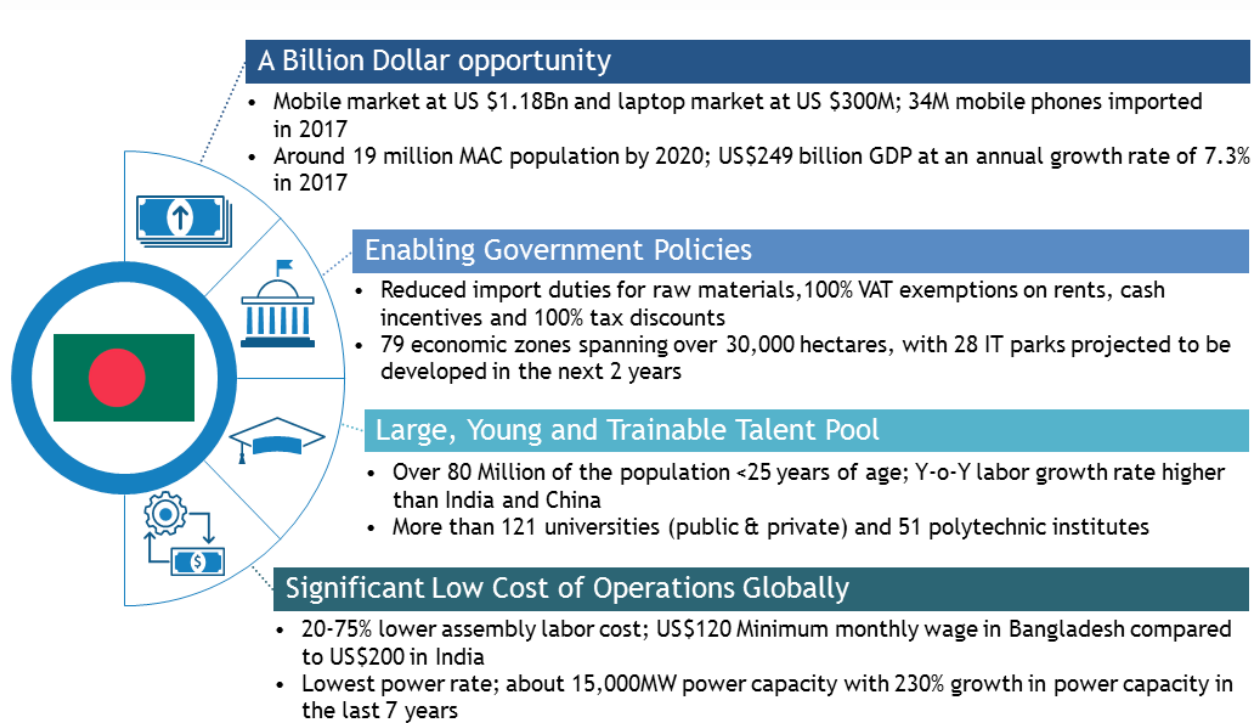 A Billion Dollar opportunity
• Mobile market at US $1.18Bn and laptop market at US $300M; 34M mobile phones imported
in 2017
• Around 19 million MAC population by 2020; US$249 billion GDP at an annual growth rate of 7.3%
in 2017
Enabling Government Policies
• Reduced import duties for raw materials,100% VAT exemptions on rents, cash
incentives and 100% tax discounts
• 79 economic zones spanning over 30,000 hectares, with 28 IT parks projected to be
developed in the next 2 years
Large, Young and Trainable Talent Pool
• Over 80 Million of the population <25 years of age; Y-o-Y labor growth rate higher
than India and China
• More than 121 universities (public & private) and 51 polytechnic institutes
$
Significant Low Cost of Operations Globally
• 20-75% lower assembly labor cost; US$120 Minimum monthly wage in Bangladesh compared
to US$200 in India
• Lowest power rate; about 15,000MW power capacity with 230% growth in power capacity in
the last 7 years